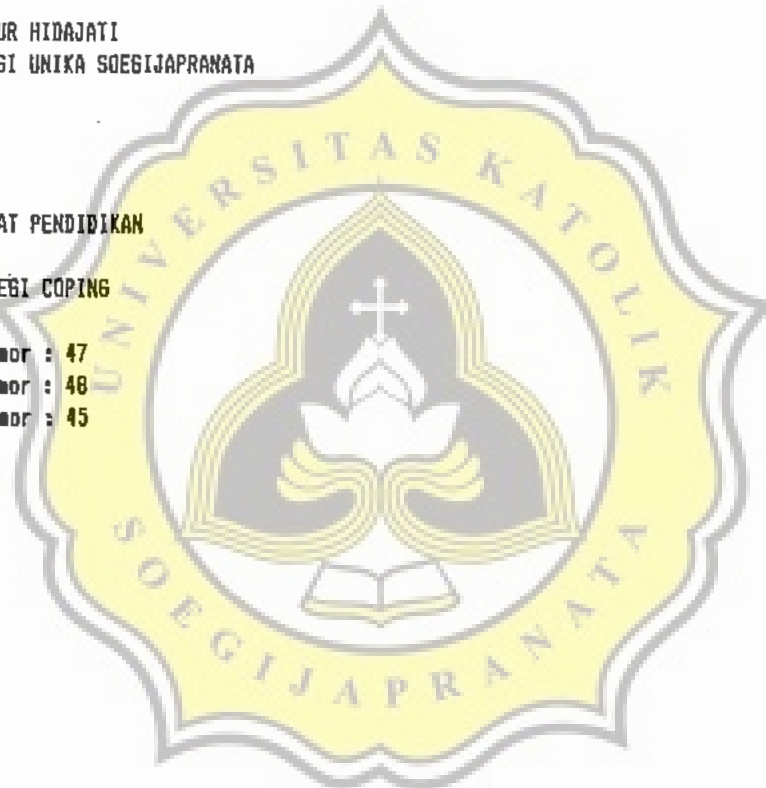 UR HIDAJATI
GI UNIKA SOEGIJAPRANATA
AT PENDIDIKAN
EGI COPING
mor : 47
mor : 48
mor : 45
UNIVERSITAS KATOLIK
SOEGIJAPRANATA